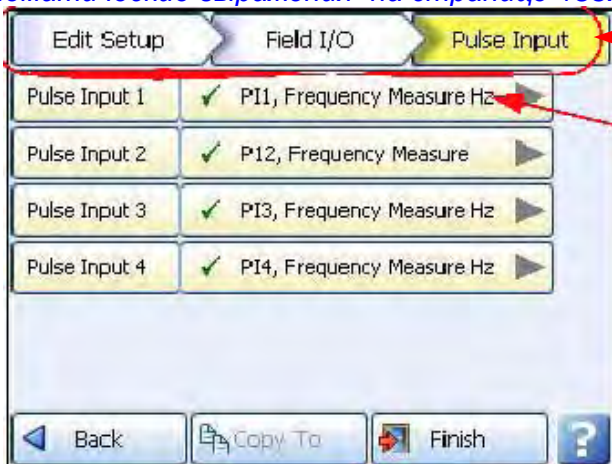 Edit Setup Field I/O Pulse Input
Pulse Input 1 ✓ PI1, Frequency Measure Hz
Pulse Input 2 ✓ P12, Frequency Measure
Pulse Input 3 ✓ PI3, Frequency Measure Hz
Pulse Input 4 ✓ PI4, Frequency Measure Hz
Back Copy To Finish ?